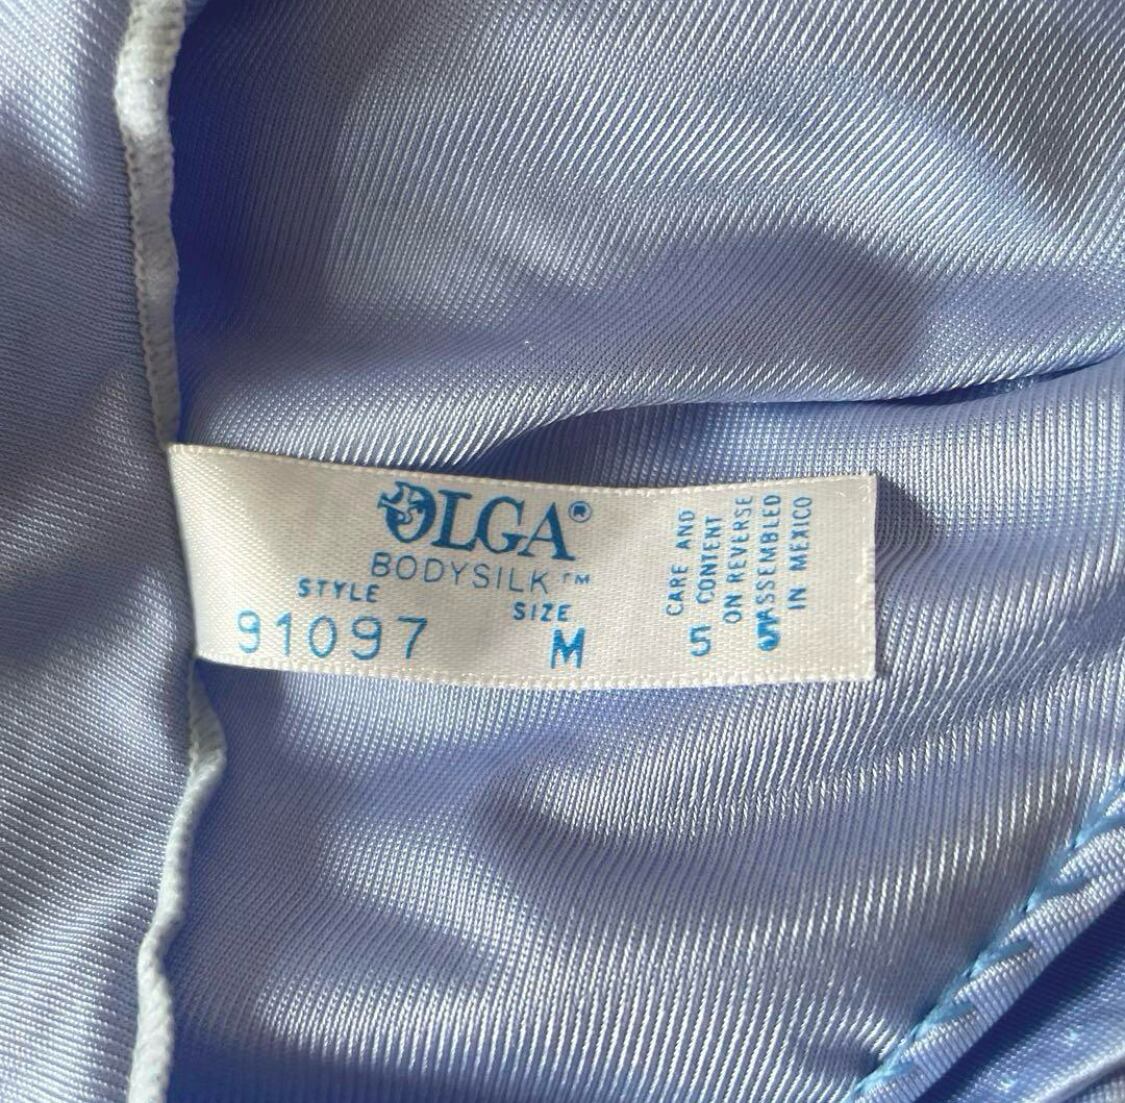 OLGA®
BODYSILK™
STYLE
SIZE
91097
M
CARE AND
CONTENT
ON REVERSE
5
ASSEMBLED
IN MEXICO